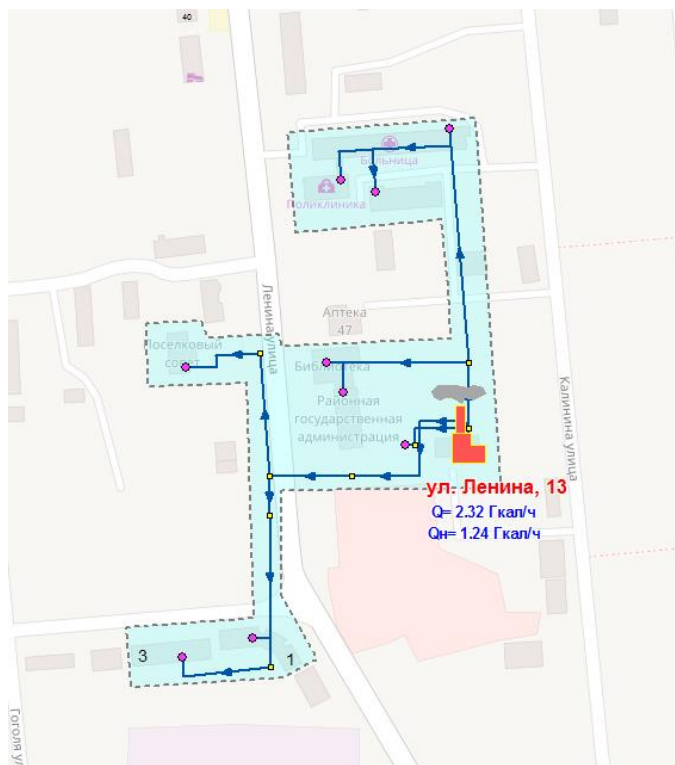 40
Больница
Поликлиника
Ленина улица
Аптека
47
Поселковый
совет
Библиотека
Районная
государственная
администрация
Калинина улица
ул. Ленина, 13
Q= 2.32 Гкал/ч
Qн= 1.24 Гкал/ч
3
1
Гоголя ул